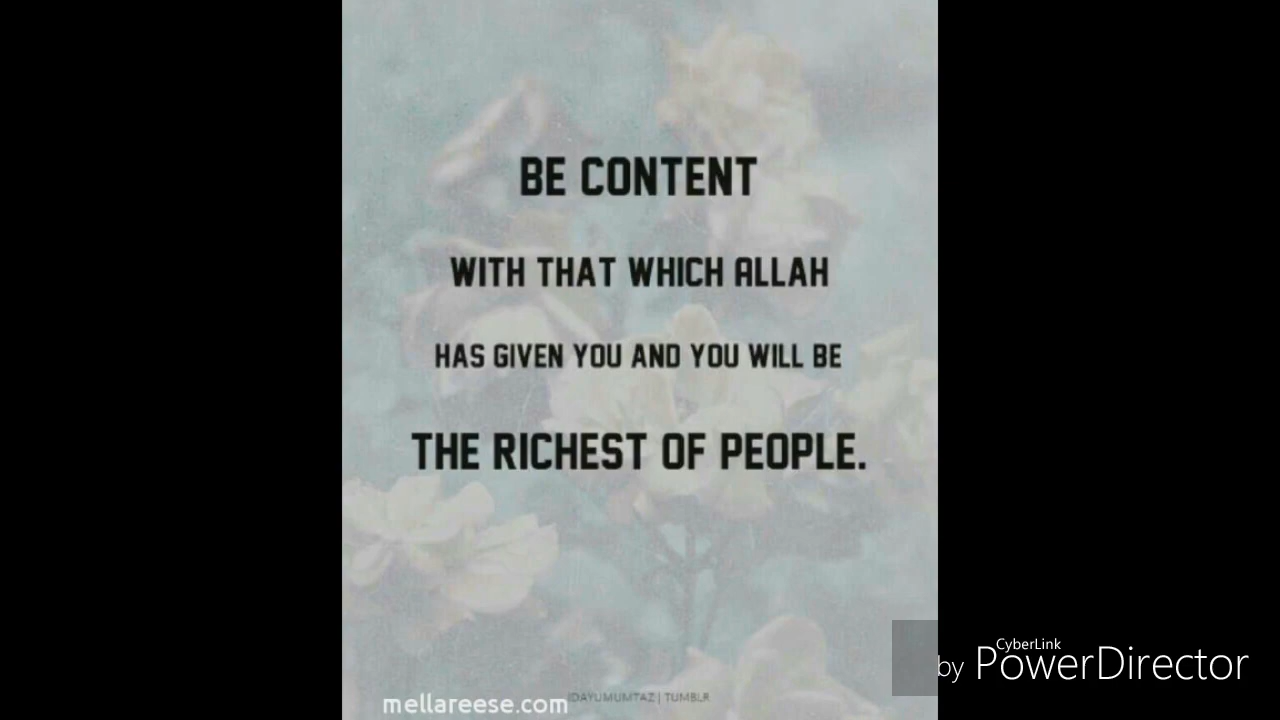 BE CONTENT
WITH THAT WHICH ALLAH
HAS GIVEN YOU AND YOU WILL BE
THE RICHEST OF PEOPLE.
CyberLink
by PowerDirector
IDAYUMUMTAZ | TUMBLR
mellareese.com